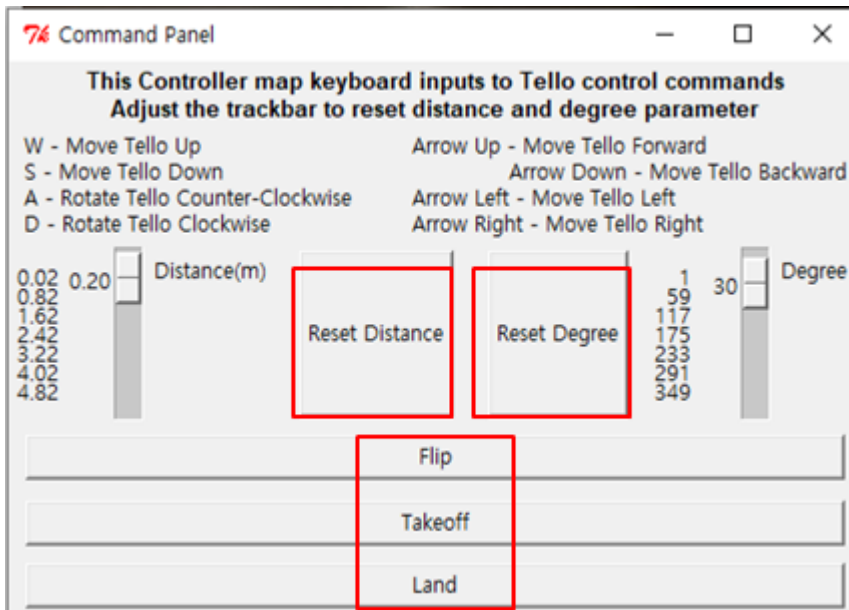 Command Panel
This Controller map keyboard inputs to Tello control commands
Adjust the trackbar to reset distance and degree parameter
W - Move Tello Up
S - Move Tello Down
A - Rotate Tello Counter-Clockwise
D - Rotate Tello Clockwise
Arrow Up - Move Tello Forward
Arrow Down - Move Tello Backward
Arrow Left - Move Tello Left
Arrow Right - Move Tello Right
0.02
0.82
1.62
2.42
3.22
4.02
4.82
0.20
Distance(m)
Reset Distance
Reset Degree
1
59
117
175
233
291
349
30
Degree
Flip
Takeoff
Land